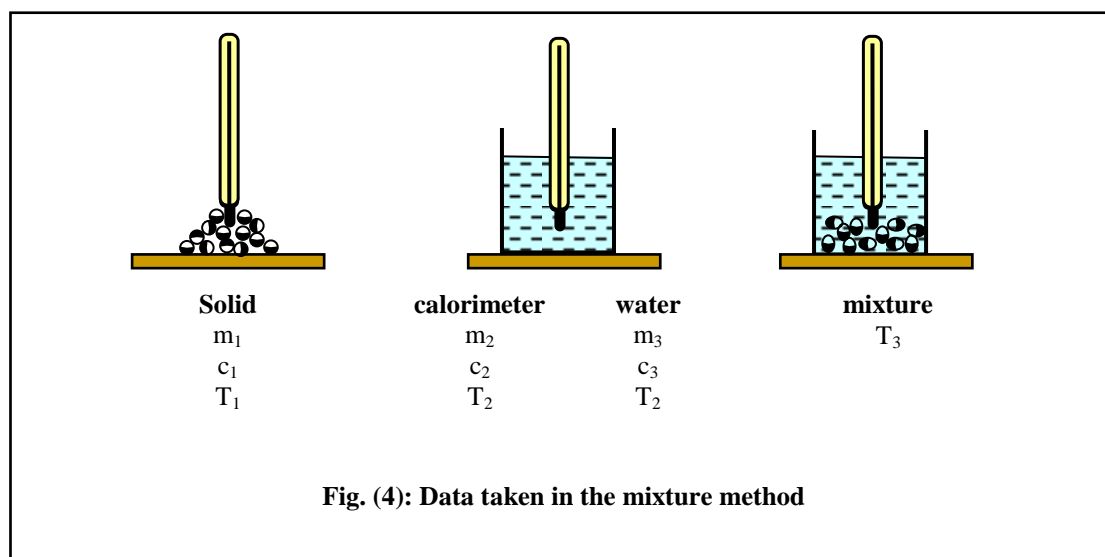 Solid calorimeter water mixture
m₁ m₂ m₃ T₃
c₁ c₂ c₃
T₁ T₂ T₂
Fig. (4): Data taken in the mixture method